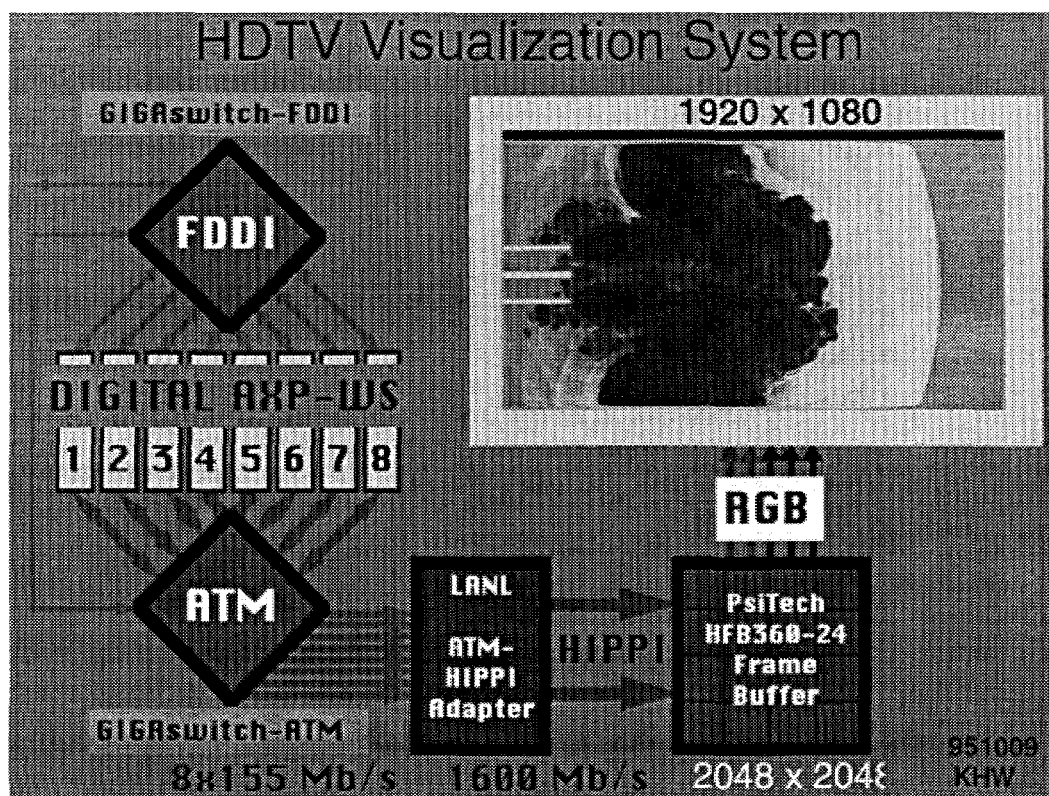 HDTV Visualization System
GIGAswitch-FDDI
FDDI
DIGITAL AXP-WS
1 2 3 4 5 6 7 8
ATM
GIGAswitch-ATM
8x155 Mb/s
LANL
ATM-
HIPPI
Adapter
1600 Mb/s
HIPPI
1920 x 1080
RGB
PsiTech
HFB360-24
Frame
Buffer
2048 x 2048
951009
KHW